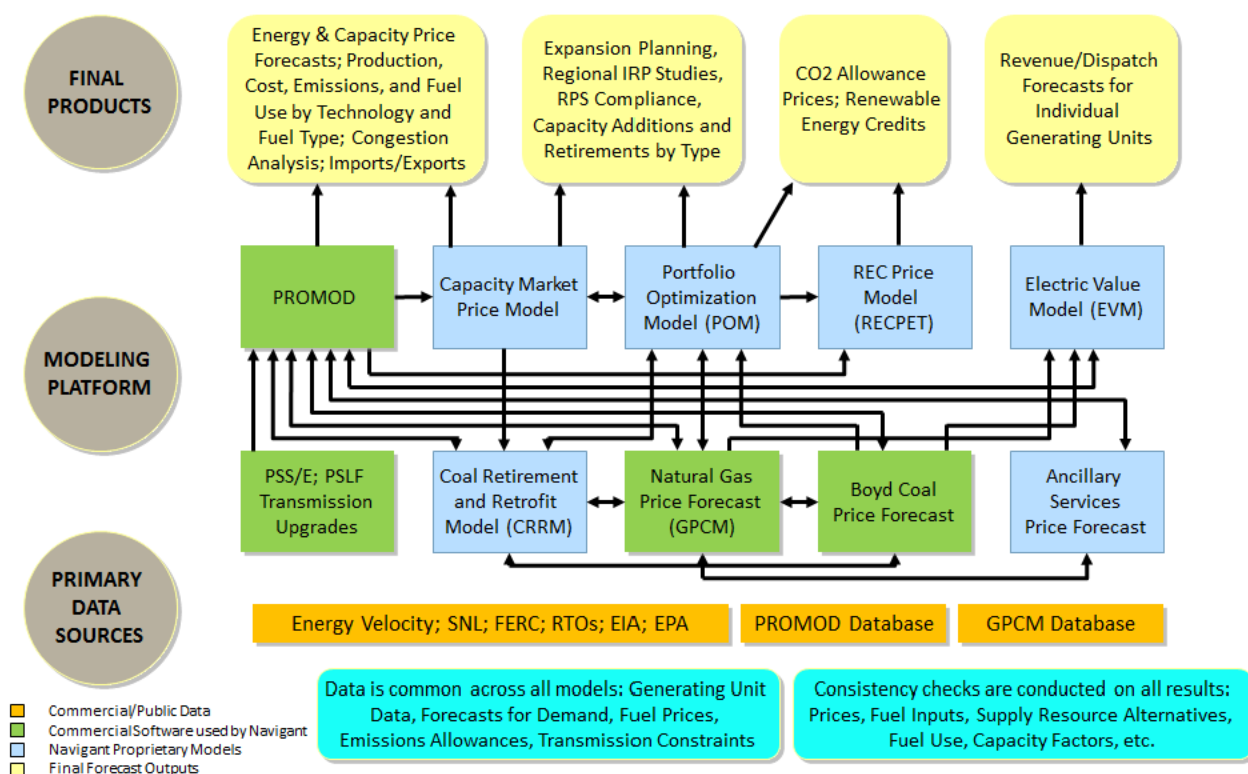 FINAL
PRODUCTS
Energy & Capacity Price
Forecasts; Production,
Cost, Emissions, and Fuel
Use by Technology and
Fuel Type; Congestion
Analysis; Imports/Exports
Expansion Planning,
Regional IRP Studies,
RPS Compliance,
Capacity Additions and
Retirements by Type
CO2 Allowance
Prices; Renewable
Energy Credits
Revenue/Dispatch
Forecasts for
Individual
Generating Units
MODELING
PLATFORM
PROMOD
Capacity Market
Price Model
Portfolio
Optimization
Model (POM)
REC Price
Model
(RECPET)
Electric Value
Model (EVM)
PSS/E; PSLF
Transmission
Upgrades
Coal Retirement
and Retrofit
Model (CRRM)
Natural Gas
Price Forecast
(GPCM)
Boyd Coal
Price Forecast
Ancillary
Services
Price Forecast
PRIMARY
DATA
SOURCES
Energy Velocity; SNL; FERC; RTOs; EIA; EPA
PROMOD Database
GPCM Database
Data is common across all models: Generating Unit
Data, Forecasts for Demand, Fuel Prices,
Emissions Allowances, Transmission Constraints
Consistency checks are conducted on all results:
Prices, Fuel Inputs, Supply Resource Alternatives,
Fuel Use, Capacity Factors, etc.
Commercial/Public Data
Commercial Software used by Navigant
Navigant Proprietary Models
Final Forecast Outputs